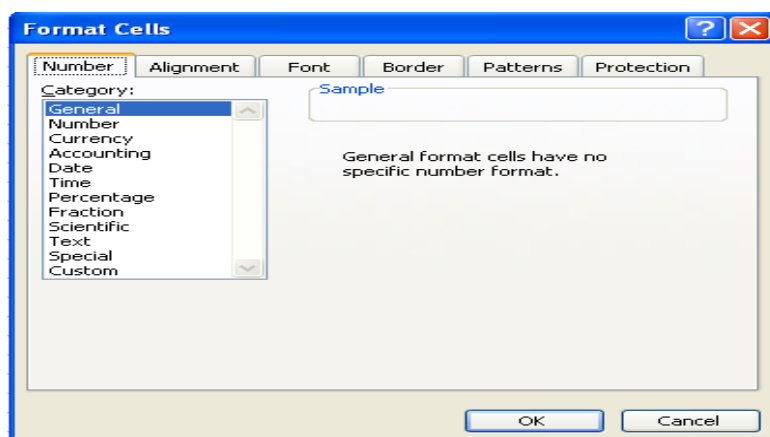 Format Cells
?
Number Alignment Font Border Patterns Protection
Category:
General
Number
Currency
Accounting
Date
Time
Percentage
Fraction
Scientific
Text
Special
Custom
Sample
General format cells have no
specific number format.
OK Cancel